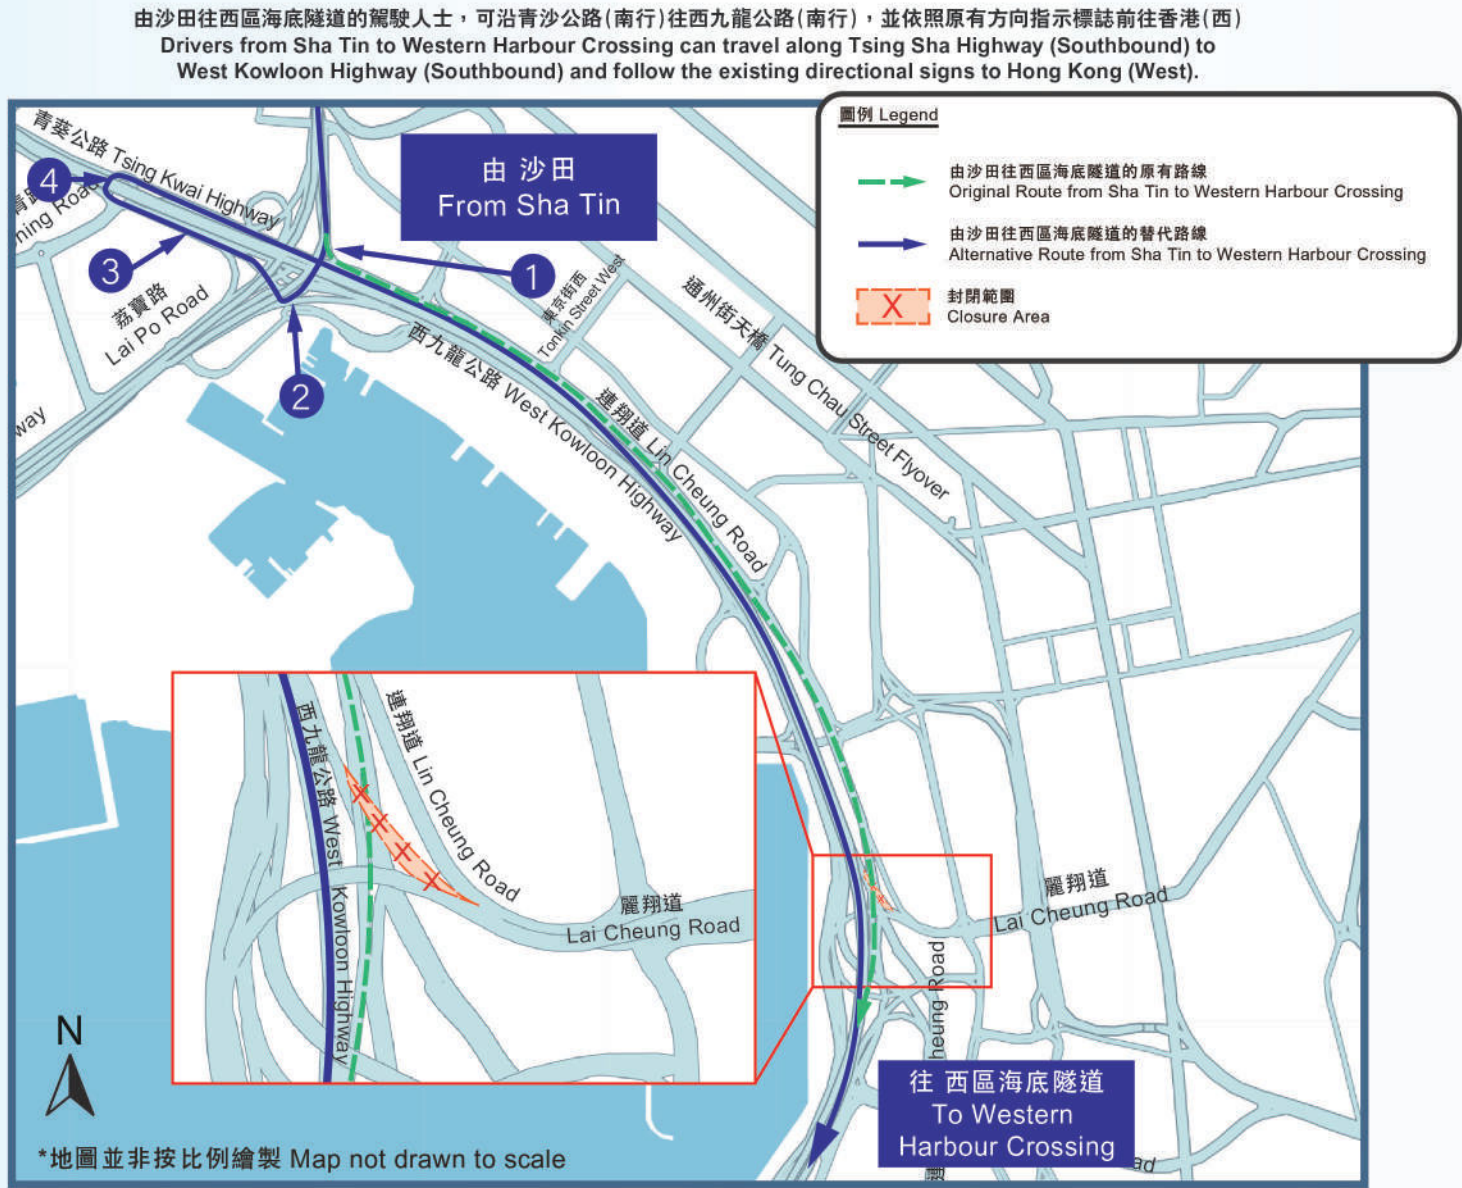 由沙田往西區海底隧道的駕駛人士，可沿青沙公路(南行)往西九龍公路(南行)，並依照原有方向指示標誌前往香港(西)
Drivers from Sha Tin to Western Harbour Crossing can travel along Tsing Sha Highway (Southbound) to
West Kowloon Highway (Southbound) and follow the existing directional signs to Hong Kong (West).
圖例 Legend
由沙田往西區海底隧道的原有路線
Original Route from Sha Tin to Western Harbour Crossing
由沙田往西區海底隧道的替代路線
Alternative Route from Sha Tin to Western Harbour Crossing
X
封閉範圍
Closure Area
青葵公路 Tsing Kwai Highway
由 沙田
From Sha Tin
4
青
ning Road
3
1
2
荔寶路
Lai Po Road
way
東京街西
Tonkin Street West
通州街天橋 Tung Chau Street Flyover
西九龍公路 West Kowloon Highway
連翔道 Lin Cheung Road
西九龍公路 West Kowloon Highway
連翔道 Lin Cheung Road
麗翔道
Lai Cheung Road
麗翔道
Lai Cheung Road
heung Road
連
ad
往 西區海底隧道
To Western
Harbour Crossing
N
*地圖並非按比例繪製 Map not drawn to scale